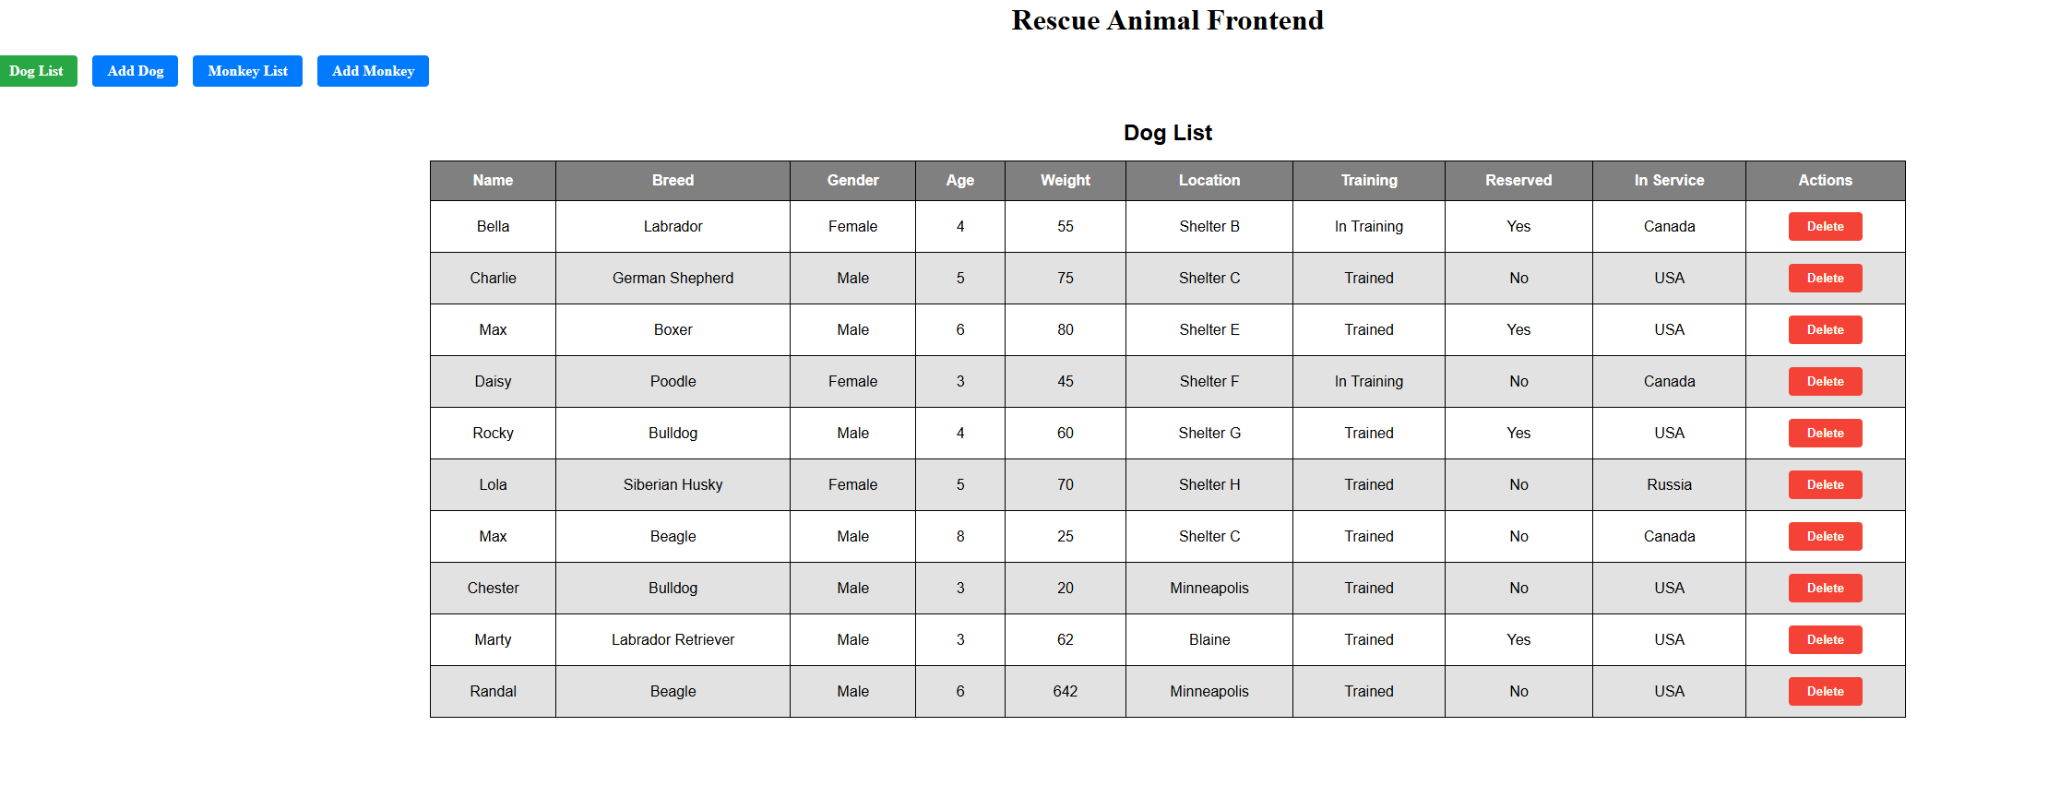 Rescue Animal Frontend
Dog List Add Dog Monkey List Add Monkey
Dog List
Name Breed Gender Age Weight Location Training Reserved In Service Actions
Bella Labrador Female 4 55 Shelter B In Training Yes Canada Delete
Charlie German Shepherd Male 5 75 Shelter C Trained No USA Delete
Max Boxer Male 6 80 Shelter E Trained Yes USA Delete
Daisy Poodle Female 3 45 Shelter F In Training No Canada Delete
Rocky Bulldog Male 4 60 Shelter G Trained Yes USA Delete
Lola Siberian Husky Female 5 70 Shelter H Trained No Russia Delete
Max Beagle Male 8 25 Shelter C Trained No Canada Delete
Chester Bulldog Male 3 20 Minneapolis Trained No USA Delete
Marty Labrador Retriever Male 3 62 Blaine Trained Yes USA Delete
Randal Beagle Male 6 642 Minneapolis Trained No USA Delete